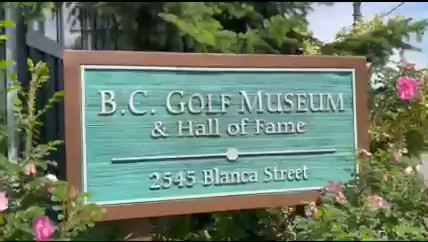 B.C. GOLF MUSEUM
& Hall of Fame
2545 Blanca Street